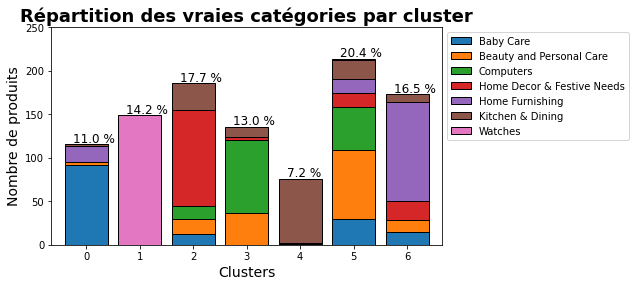 Répartition des vraies catégories par cluster
Nombre de produits
250
200
150
100
50
0
11.0 %
14.2 %
17.7 %
13.0 %
7.2 %
20.4 %
16.5 %
0 1 2 3 4 5 6
Clusters
Baby Care
Beauty and Personal Care
Computers
Home Decor & Festive Needs
Home Furnishing
Kitchen & Dining
Watches